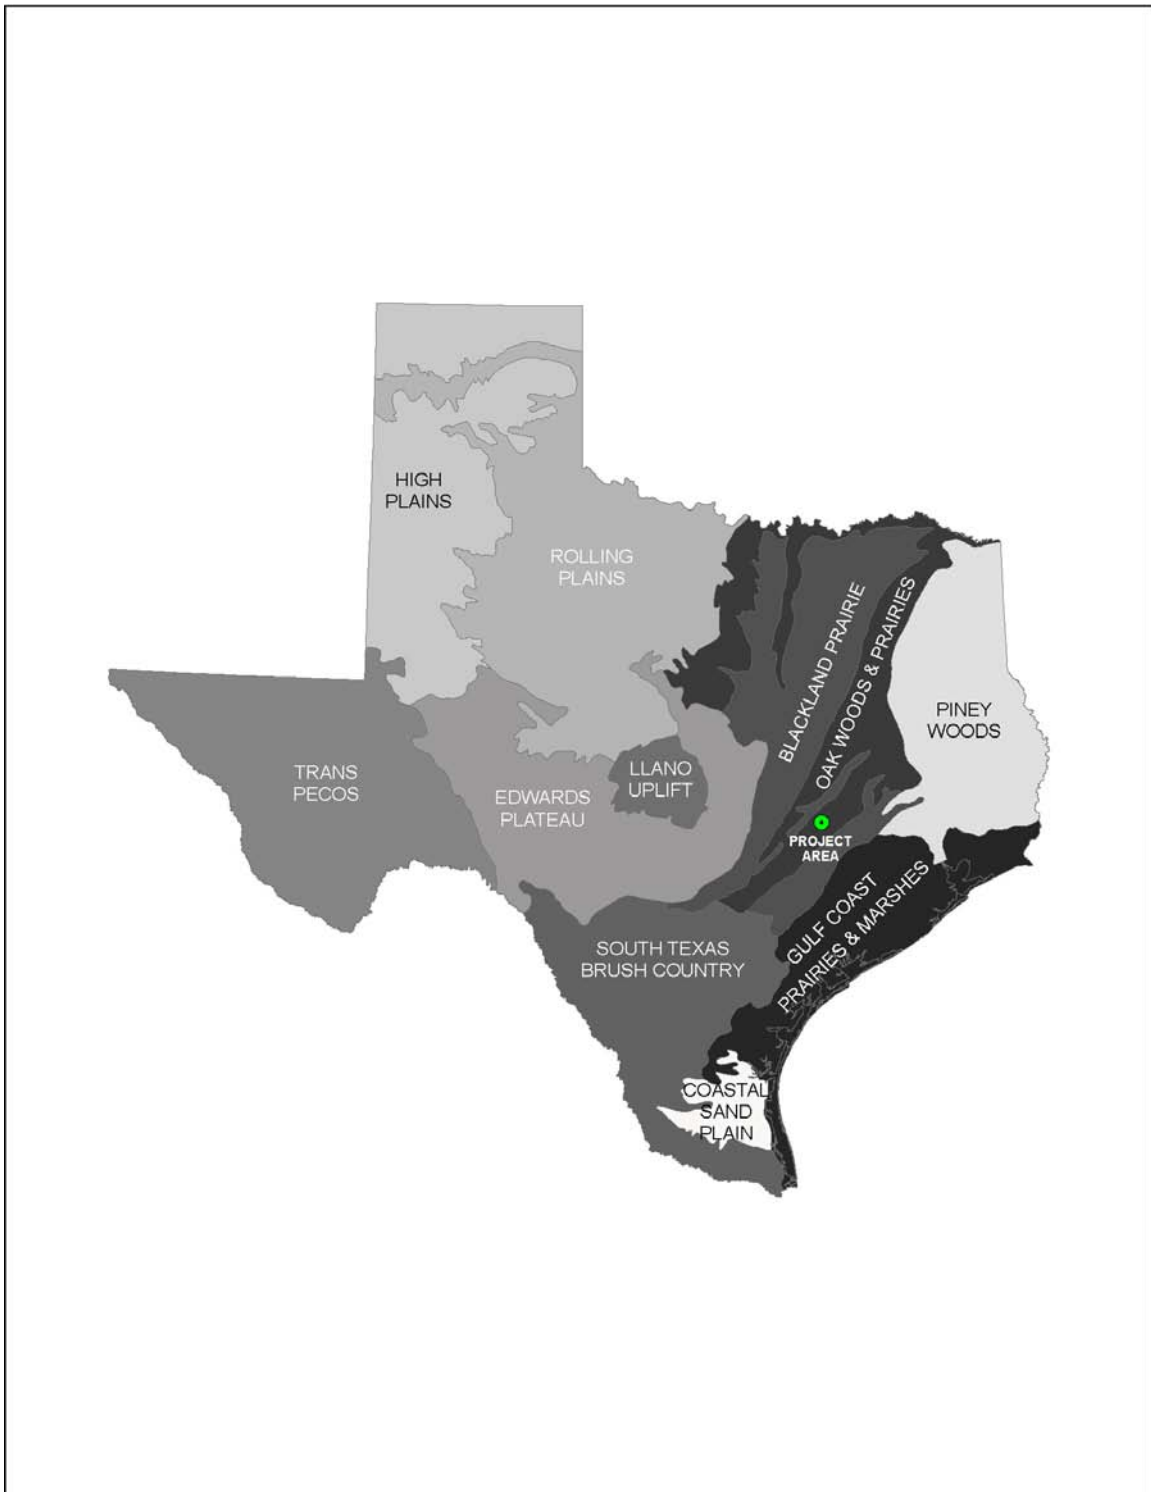 HIGH
PLAINS
ROLLING
PLAINS
BLACKLAND PRAIRIE
OAK WOODS & PRAIRIES
PINEY
WOODS
TRANS
PECOS
LLANO
UPLIFT
EDWARDS
PLATEAU
PROJECT
AREA
GULF COAST
PRAIRIES & MARSHES
SOUTH TEXAS
BRUSH COUNTRY
COASTAL
SAND
PLAIN